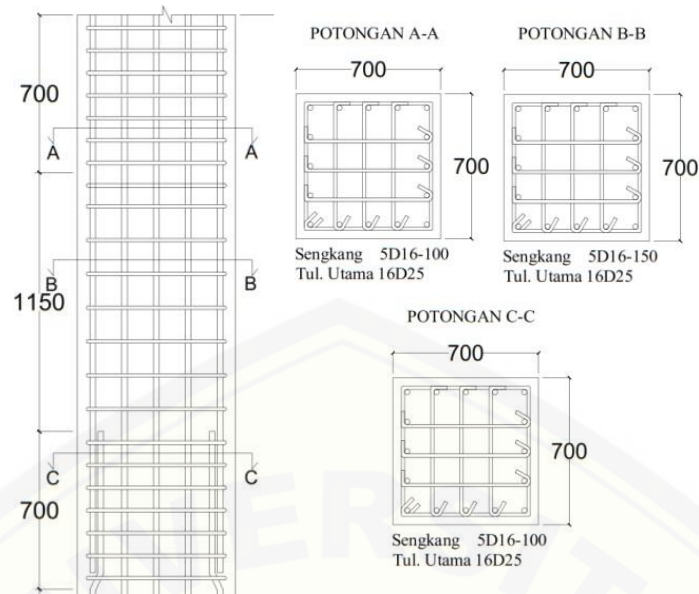 700
A A
B B
1150
C C
700
POTONGAN A-A
700
700
Sengkang 5D16-100
Tul. Utama 16D25
POTONGAN B-B
700
700
Sengkang 5D16-150
Tul. Utama 16D25
POTONGAN C-C
700
700
Sengkang 5D16-100
Tul. Utama 16D25
UNIVERSIT